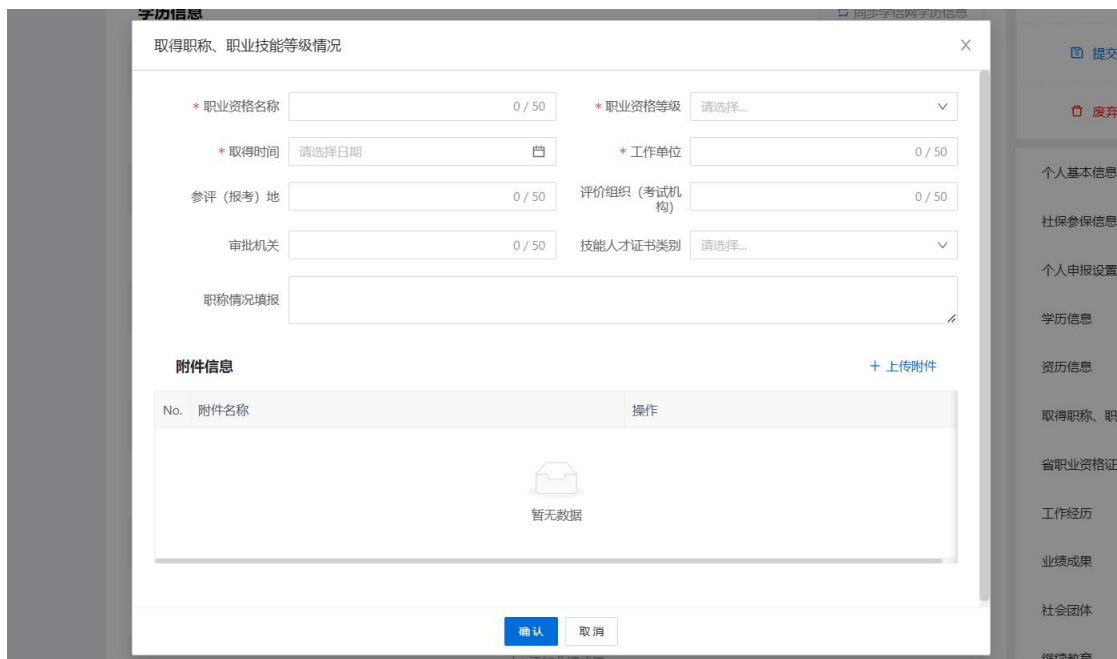 学历信息
同步学信网学历信息
取得职称、职业技能等级情况
提交
废弃
* 职业资格名称 0 / 50 * 职业资格等级 请选择...
* 取得时间 请选择日期 * 工作单位 0 / 50
参评（报考）地 0 / 50 评价组织（考试机
构） 0 / 50
审批机关 0 / 50 技能人才证书类别 请选择...
职称情况填报
附件信息 + 上传附件
No. 附件名称 操作
暂无数据
确认 取消
个人基本信息
社保参保信息
个人申报设置
学历信息
资历信息
取得职称、职
省职业资格证
工作经历
业绩成果
社会团体
继续教育